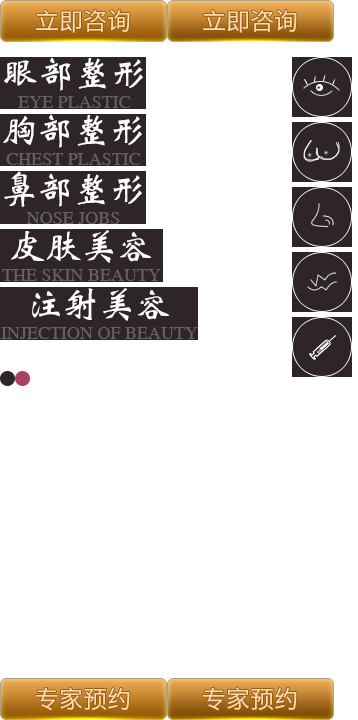 立即咨询 立即咨询
眼部整形
EYE PLASTIC
胸部整形
CHEST PLASTIC
鼻部整形
NOSE JOBS
皮肤美容
THE SKIN BEAUTY
注射美容
INJECTION OF BEAUTY
专家预约 专家预约